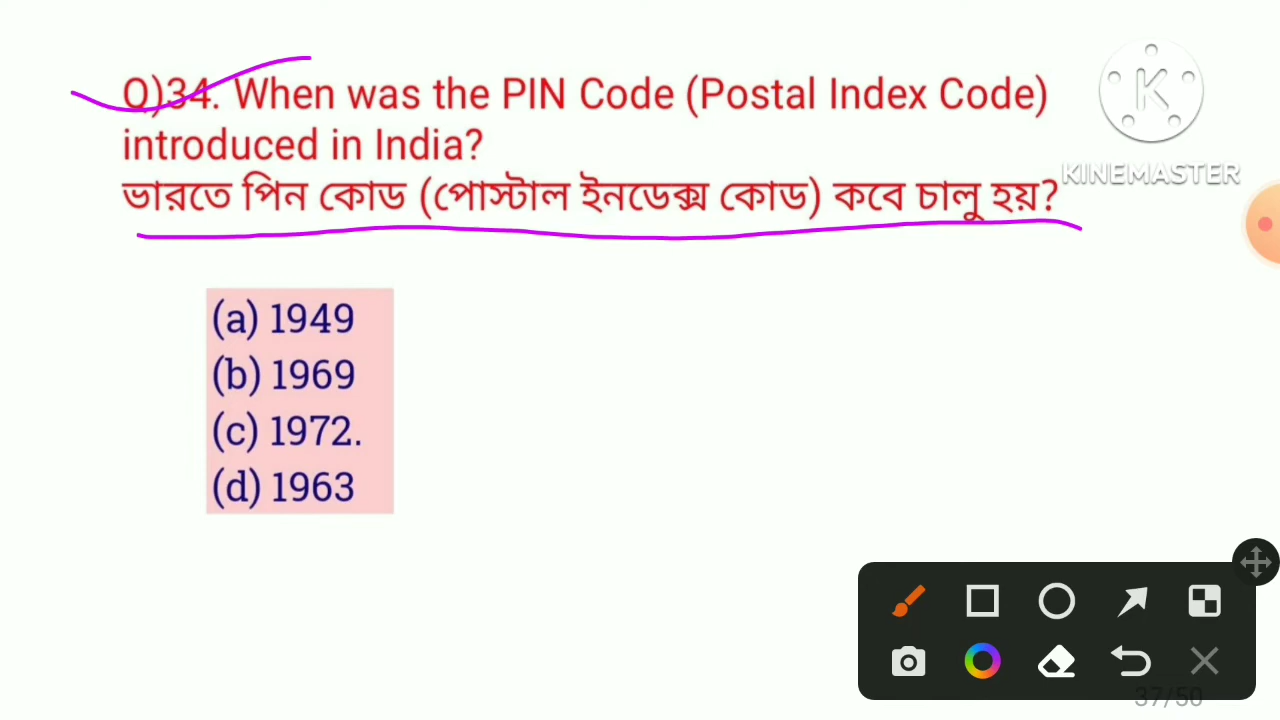 Q)34. When was the PIN Code (Postal Index Code)
introduced in India?
ভারতে পিন কোড (পোস্টাল ইনডেক্স কোড) কবে চালু হয়?
K
KINEMASTER
(a) 1949
(b) 1969
(c) 1972.
(d) 1963
37/50